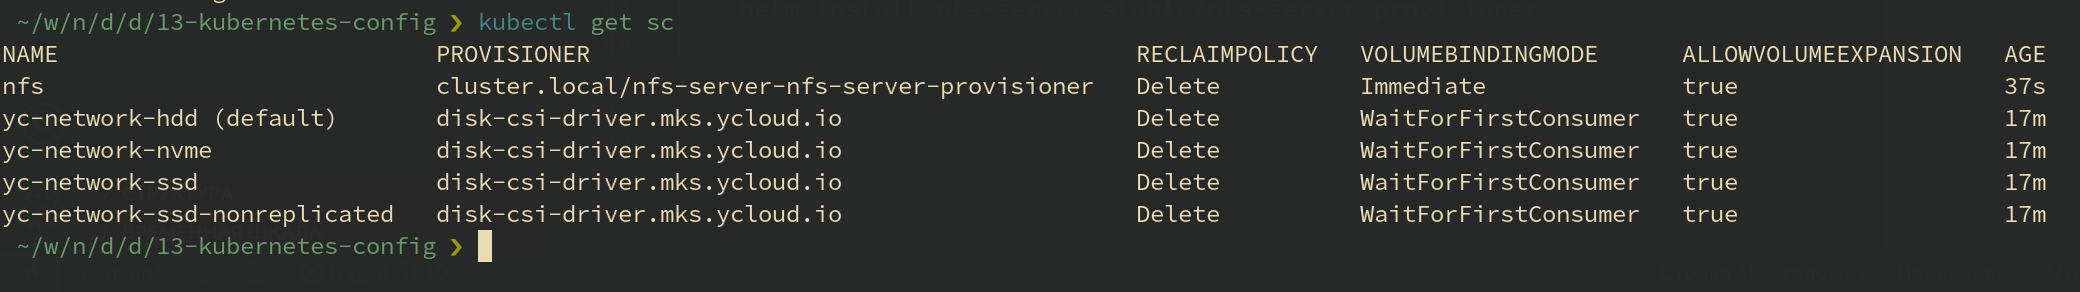 ~/w/n/d/d/13-kubernetes-config ❯ kubectl get sc
NAME PROVISIONER RECLAIMPOLICY VOLUMEBINDINGMODE ALLOWVOLUMEEXPANSION AGE
nfs cluster.local/nfs-server-nfs-server-provisioner Delete Immediate true 37s
yc-network-hdd (default) disk-csi-driver.mks.ycloud.io Delete WaitForFirstConsumer true 17m
yc-network-nvme disk-csi-driver.mks.ycloud.io Delete WaitForFirstConsumer true 17m
yc-network-ssd disk-csi-driver.mks.ycloud.io Delete WaitForFirstConsumer true 17m
yc-network-ssd-nonreplicated disk-csi-driver.mks.ycloud.io Delete WaitForFirstConsumer true 17m
~/w/n/d/d/13-kubernetes-config ❯